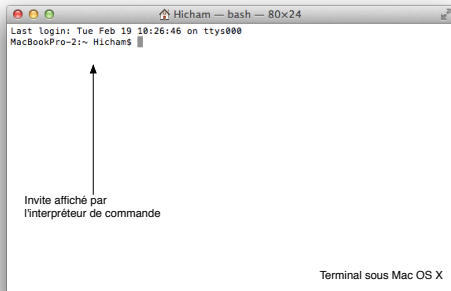 Hicham — bash — 80×24
Last login: Tue Feb 19 10:26:46 on ttys000
MacBookPro-2:~ Hicham$
Invite affiché par
l'interpréteur de commande
Terminal sous Mac OS X